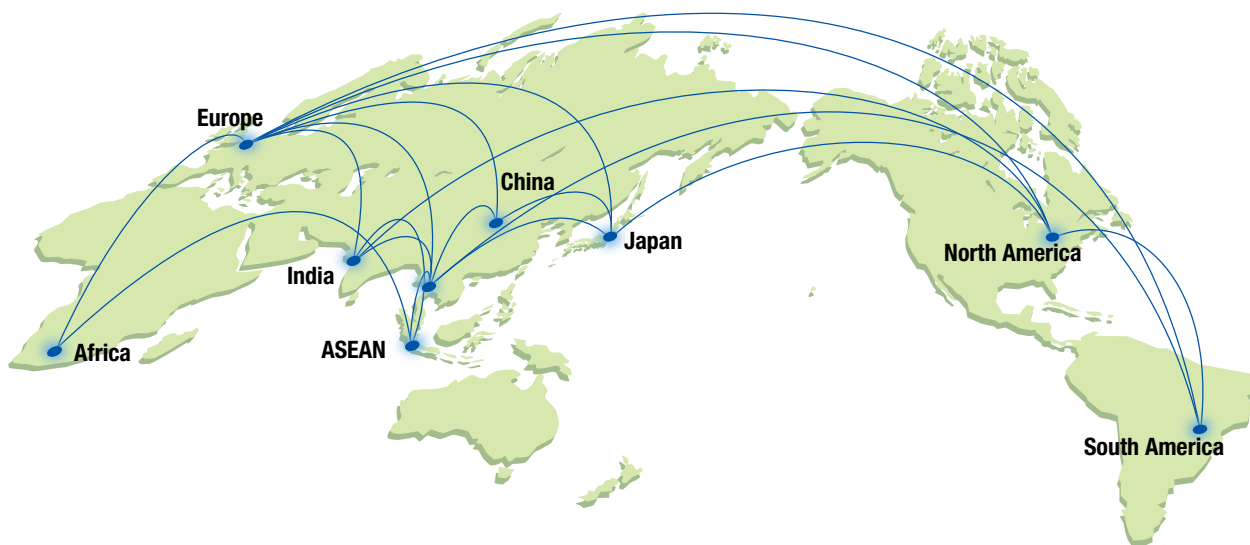 Europe
China
Japan
India
North America
Africa
ASEAN
South America